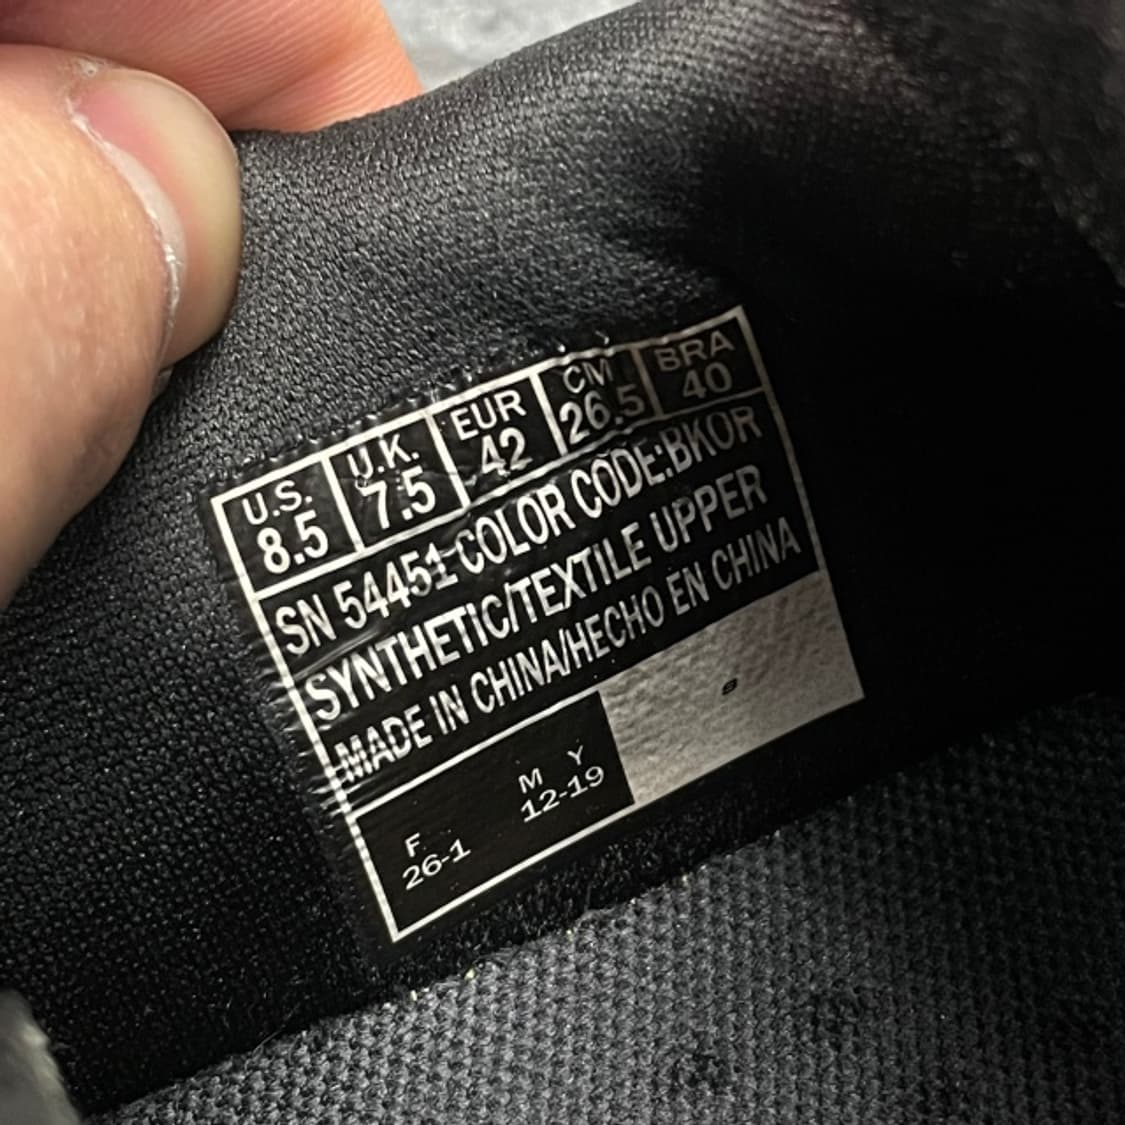 U.S. U.K. EUR CM BRA
8.5 7.5 42 26.5 40
SN 54451 COLOR CODE:BKOR
SYNTHETIC/TEXTILE UPPER
MADE IN CHINA/HECHO EN CHINA
F. M Y
26-1 12-19